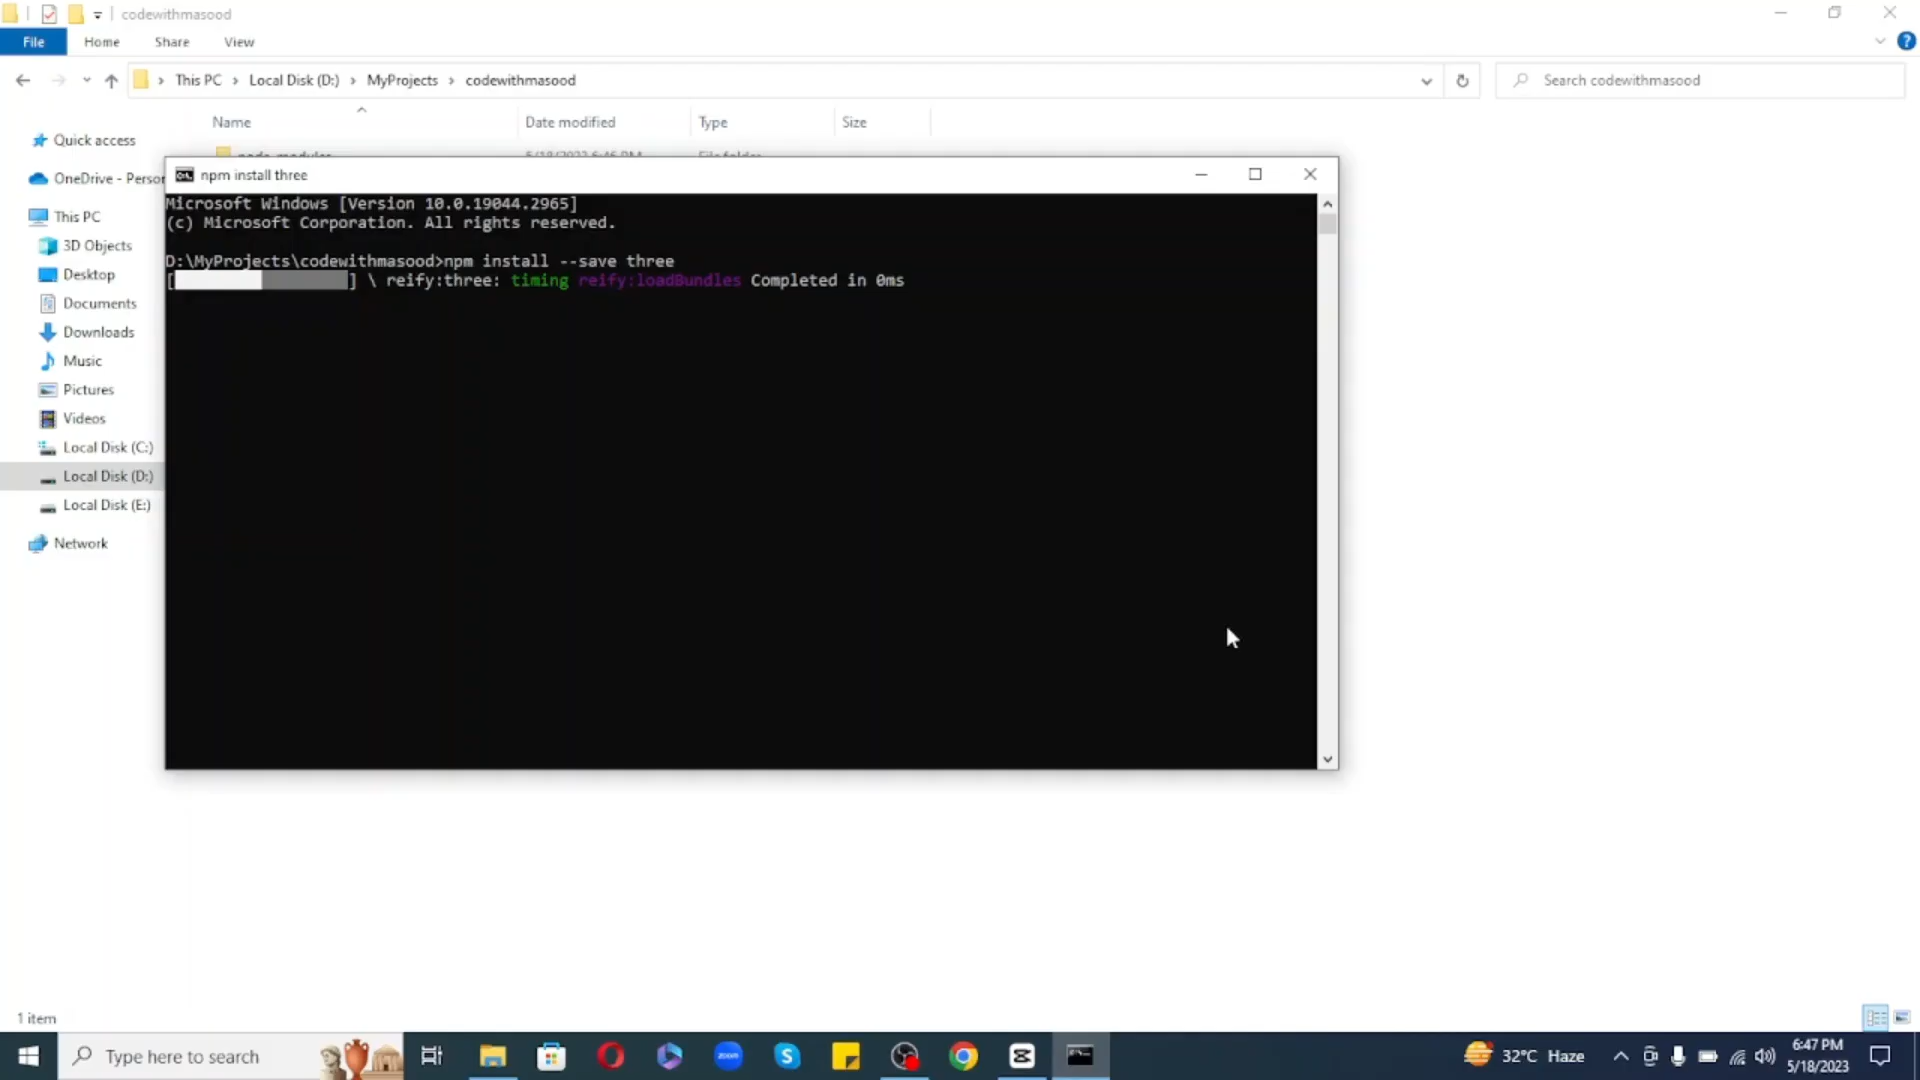 codewithmasood
File Home Share View
This PC › Local Disk (D:) › MyProjects › codewithmasood
Search codewithmasood
Name Date modified Type Size
Quick access
node_modules 5/18/2023 6:46 PM File folder
OneDrive - Person
npm install three
Microsoft Windows [Version 10.0.19044.2965]
(c) Microsoft Corporation. All rights reserved.
D:\MyProjects\codewithmasood>npm install --save three
[ ] \ reify:three: timing reify:loadBundles Completed in 0ms
This PC
3D Objects
Desktop
Documents
Downloads
Music
Pictures
Videos
Local Disk (C:)
Local Disk (D:)
Local Disk (E:)
Network
1 item
Type here to search
zoom
32°C Haze
6:47 PM
5/18/2023